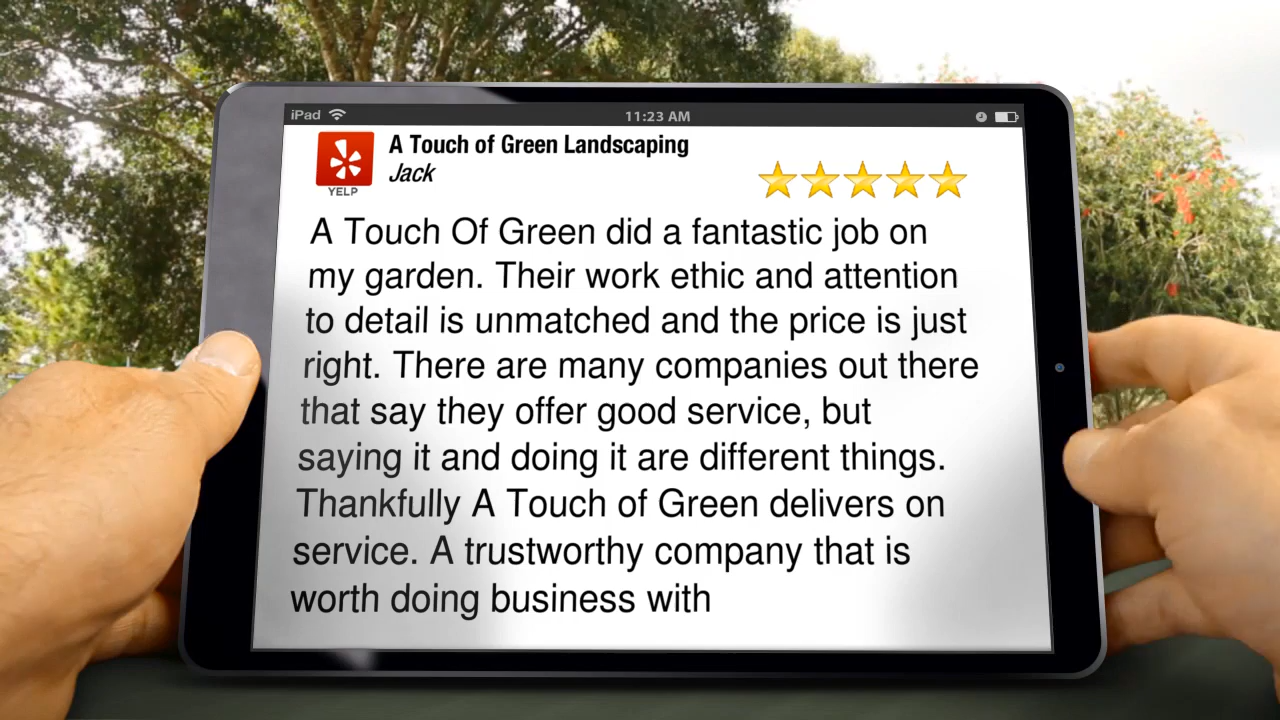 iPad 11:23 AM
A Touch of Green Landscaping
Jack
YELP
A Touch Of Green did a fantastic job on
my garden. Their work ethic and attention
to detail is unmatched and the price is just
right. There are many companies out there
that say they offer good service, but
saying it and doing it are different things.
Thankfully A Touch of Green delivers on
service. A trustworthy company that is
worth doing business with